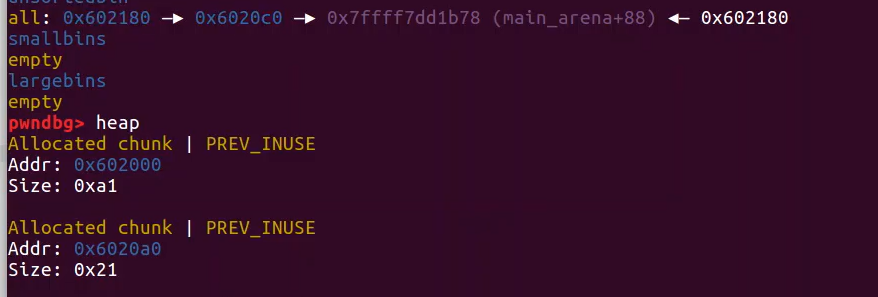 unsortedbin
all: 0x602180 —▸ 0x6020c0 —▸ 0x7ffff7dd1b78 (main_arena+88) ◂— 0x602180
smallbins
empty
largebins
empty
pwndbg> heap
Allocated chunk | PREV_INUSE
Addr: 0x602000
Size: 0xa1
Allocated chunk | PREV_INUSE
Addr: 0x6020a0
Size: 0x21